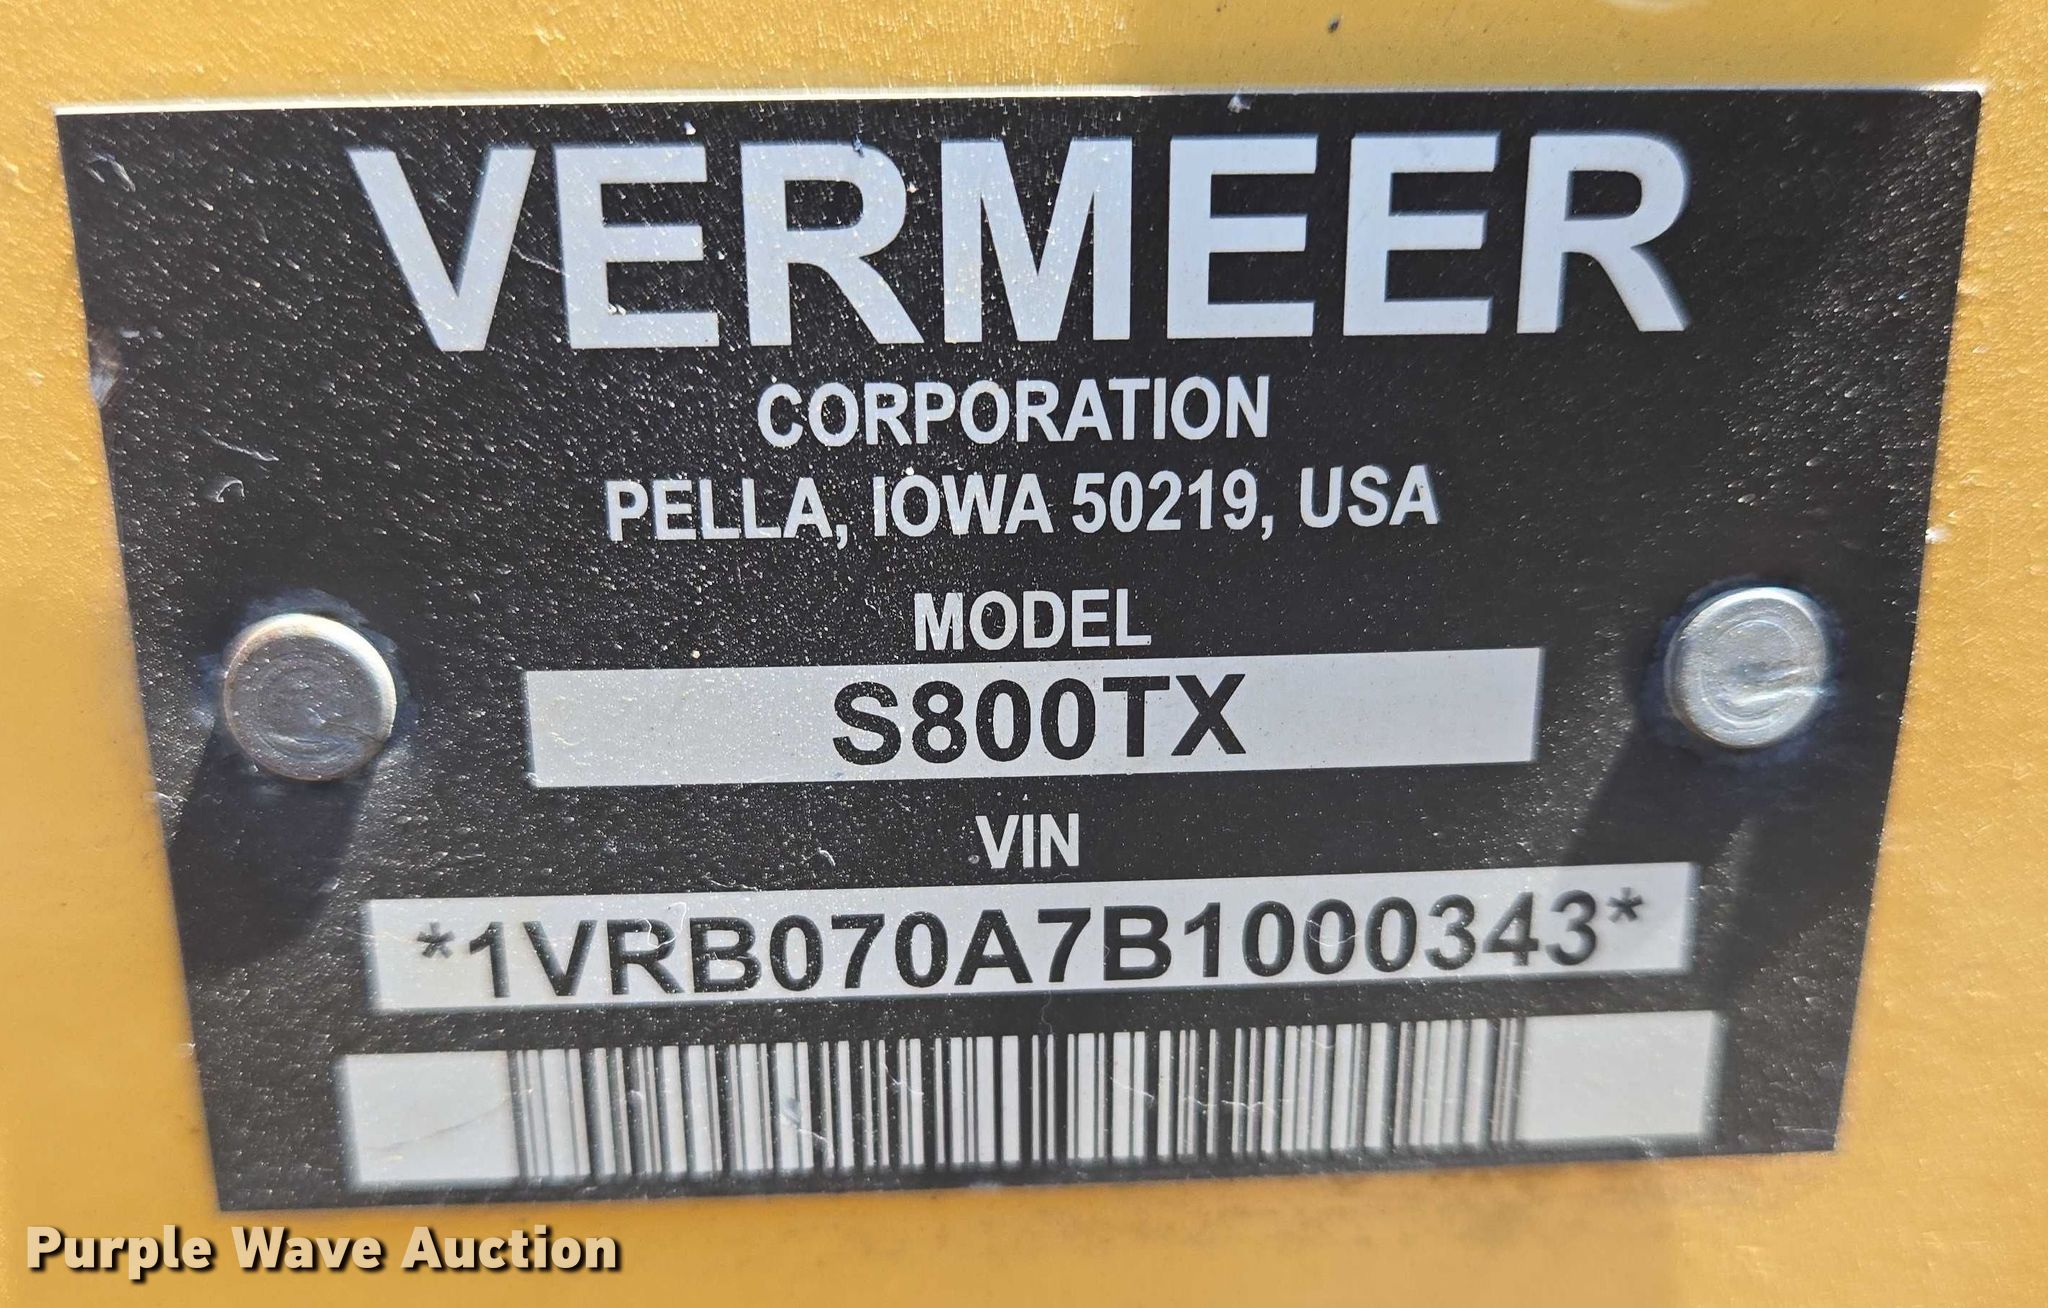 VERMEER
CORPORATION
PELLA, IOWA 50219, USA
MODEL
S800TX
VIN
*1VRB070A7B1000343*
Purple Wave Auction